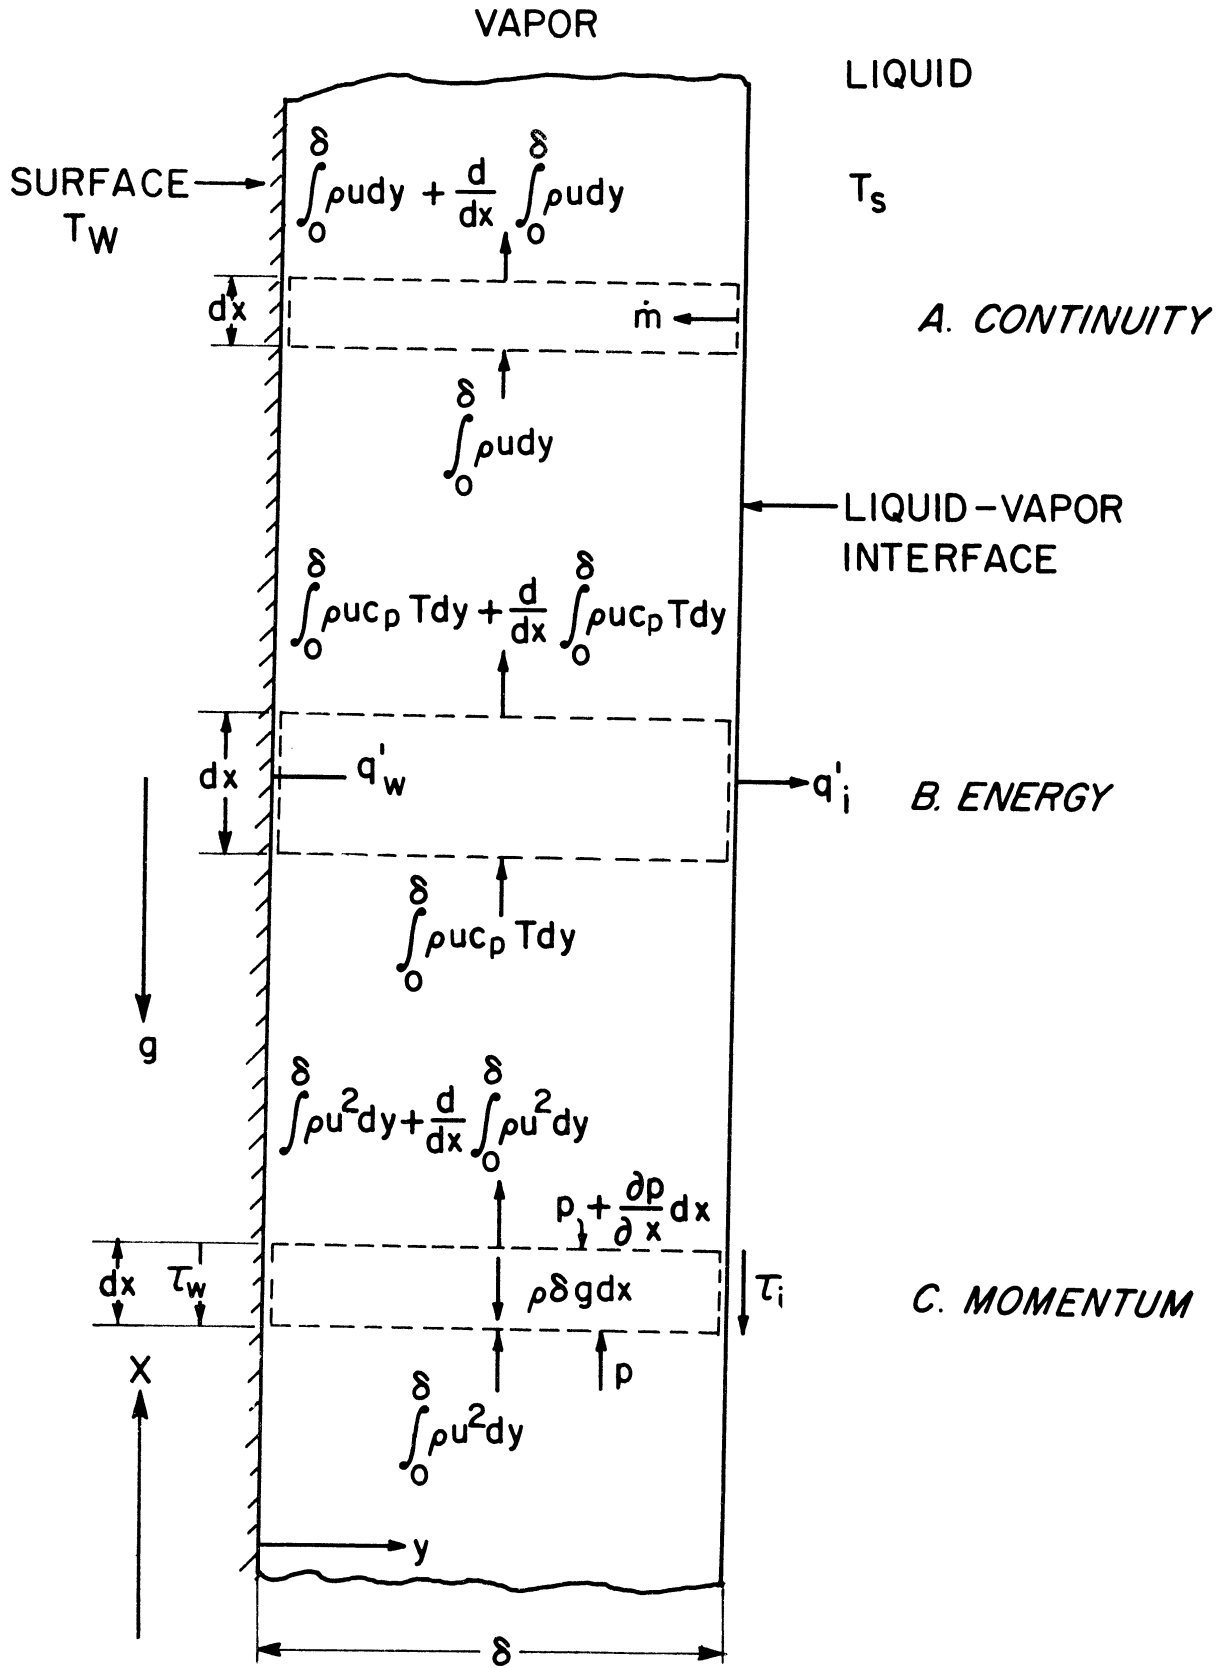 VAPOR
LIQUID
SURFACE
T_W
∫_0^δ ρudy + d/dx ∫_0^δ ρudy
T_s
dx
ṁ
A. CONTINUITY
∫_0^δ ρudy
LIQUID-VAPOR
INTERFACE
∫_0^δ ρuc_p Tdy + d/dx ∫_0^δ ρuc_p Tdy
dx
q'_w
q'_i
B. ENERGY
∫_0^δ ρuc_p Tdy
g
∫^δ ρu^2dy + d/dx ∫_0^δ ρu^2dy
p + ∂p/∂x dx
dx
τ_w
ρδgdx
τ_i
C. MOMENTUM
X
p
∫_0^δ ρu^2dy
y
δ